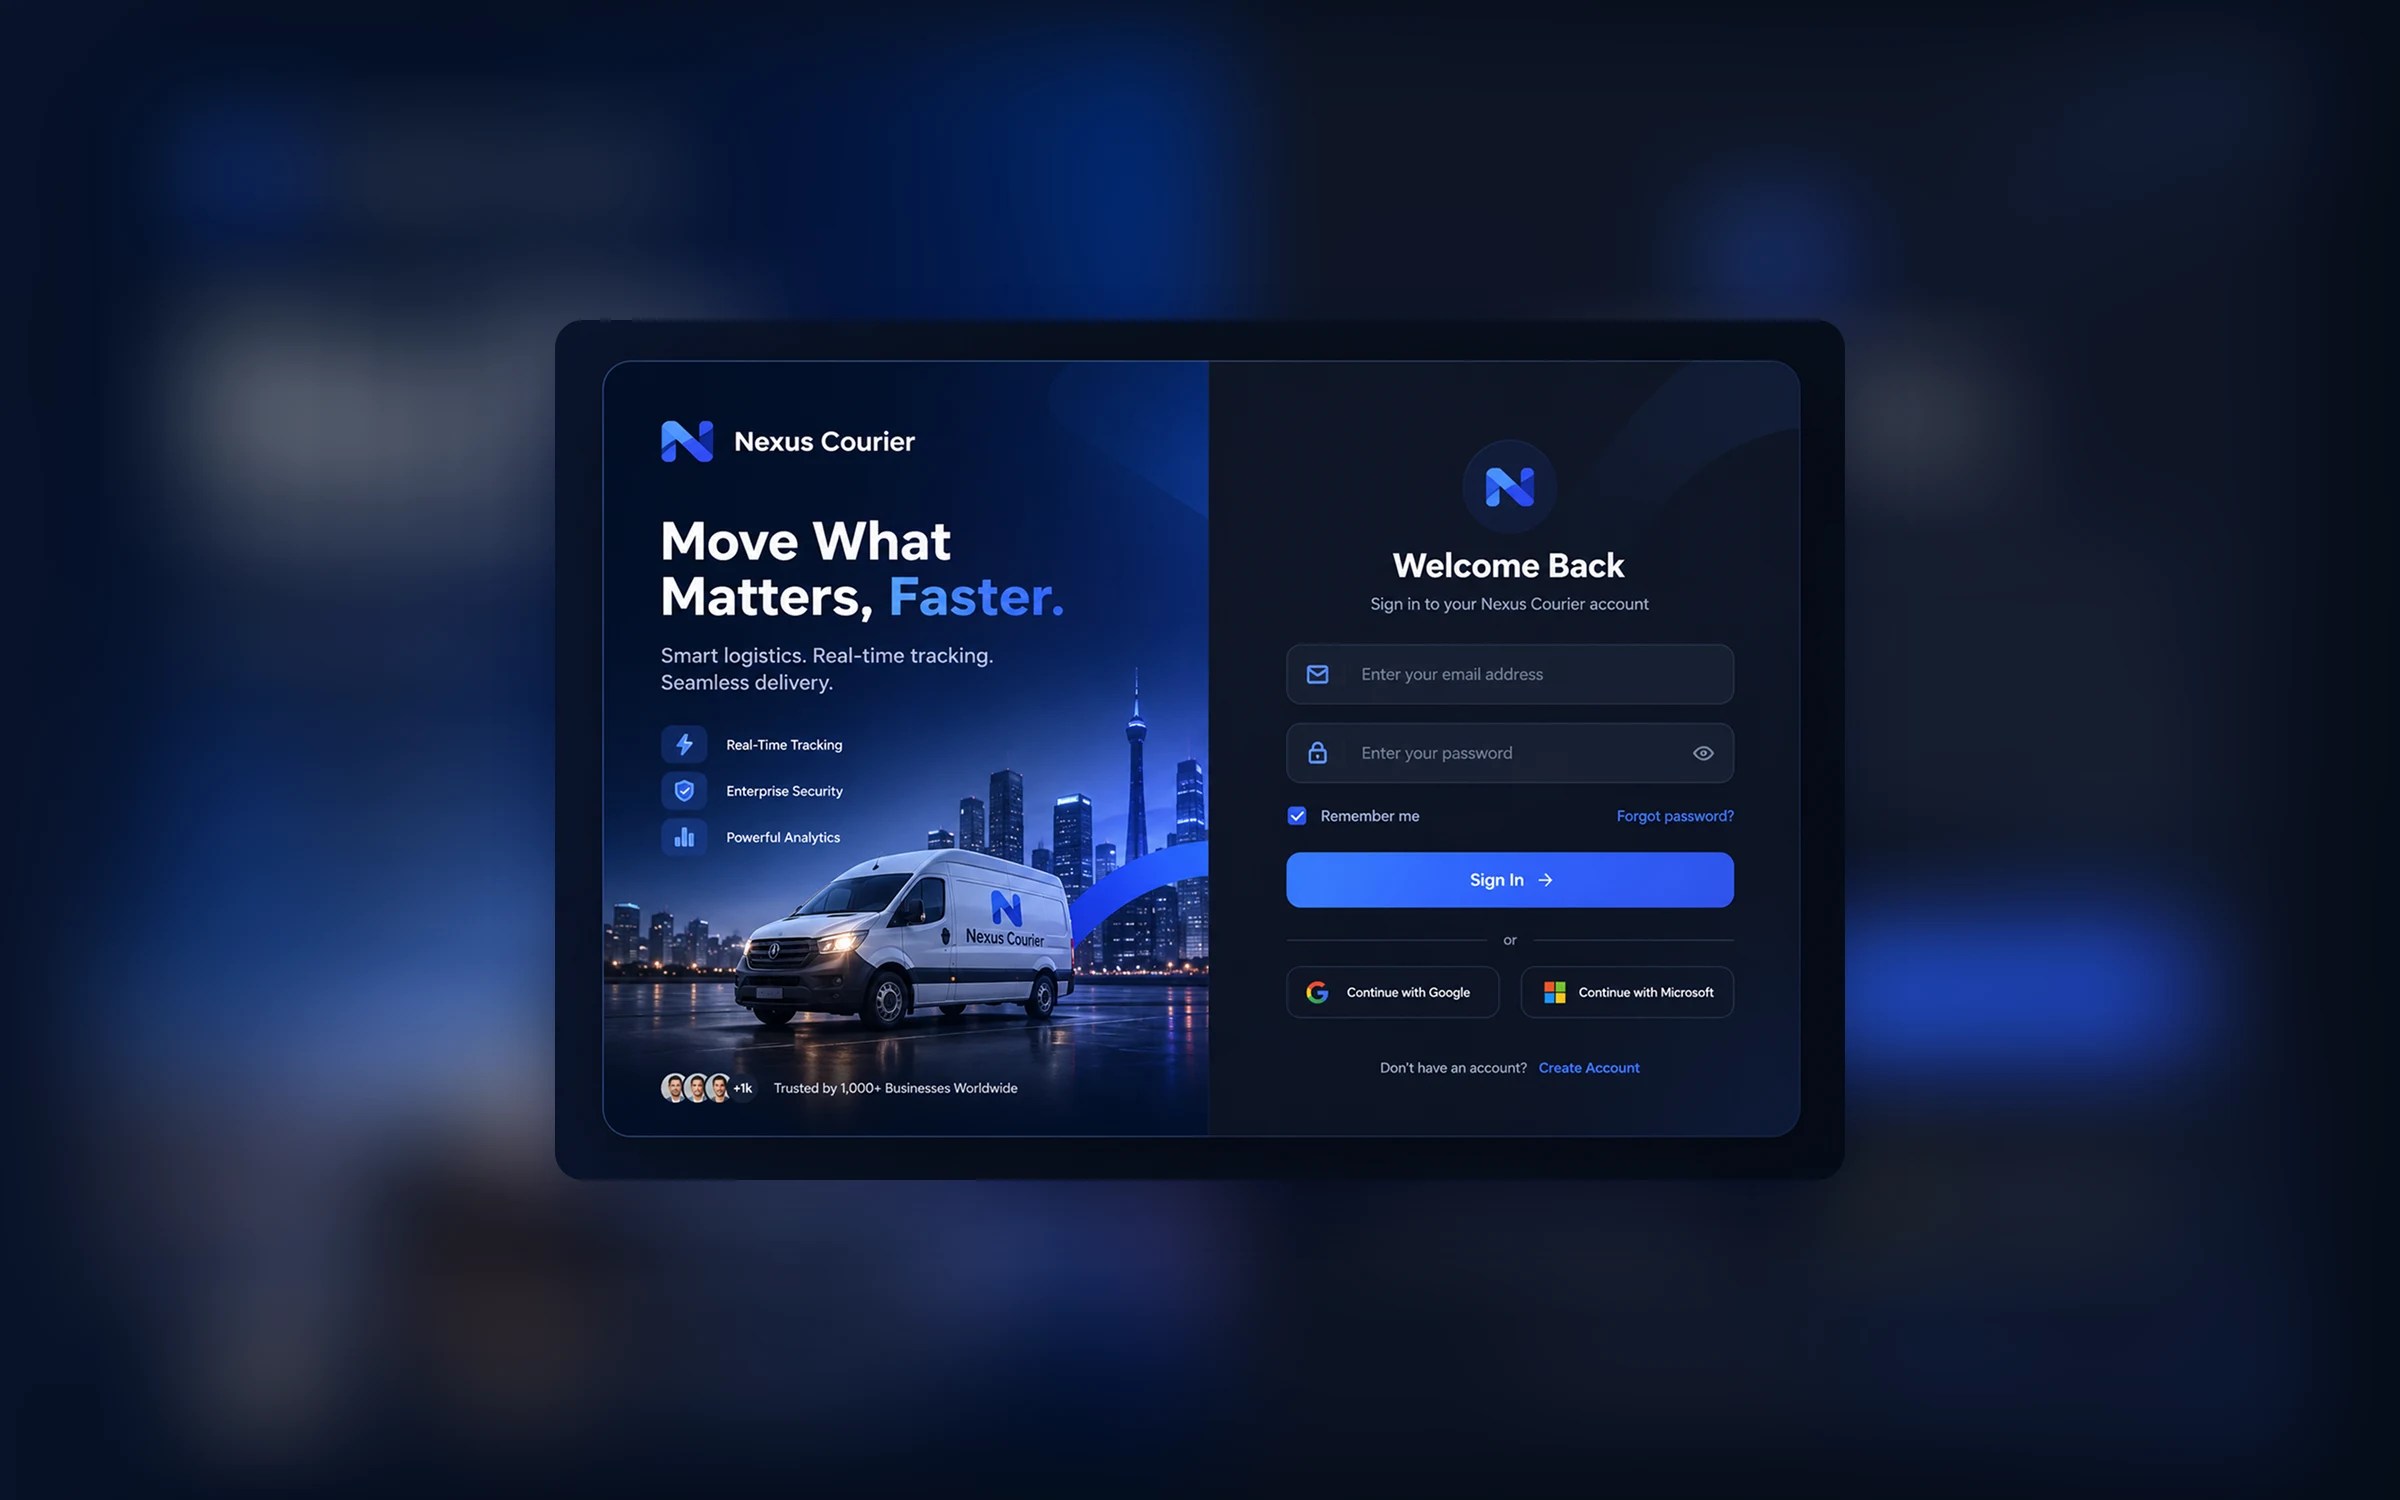 Nexus Courier
Move What
Matters, Faster.
Smart logistics. Real-time tracking.
Seamless delivery.
Real-Time Tracking
Enterprise Security
Powerful Analytics
Nexus Courier
+1k
Trusted by 1,000+ Businesses Worldwide
Welcome Back
Sign in to your Nexus Courier account
Enter your email address
Enter your password
Remember me
Forgot password?
Sign In
or
Continue with Google
Continue with Microsoft
Don't have an account? Create Account